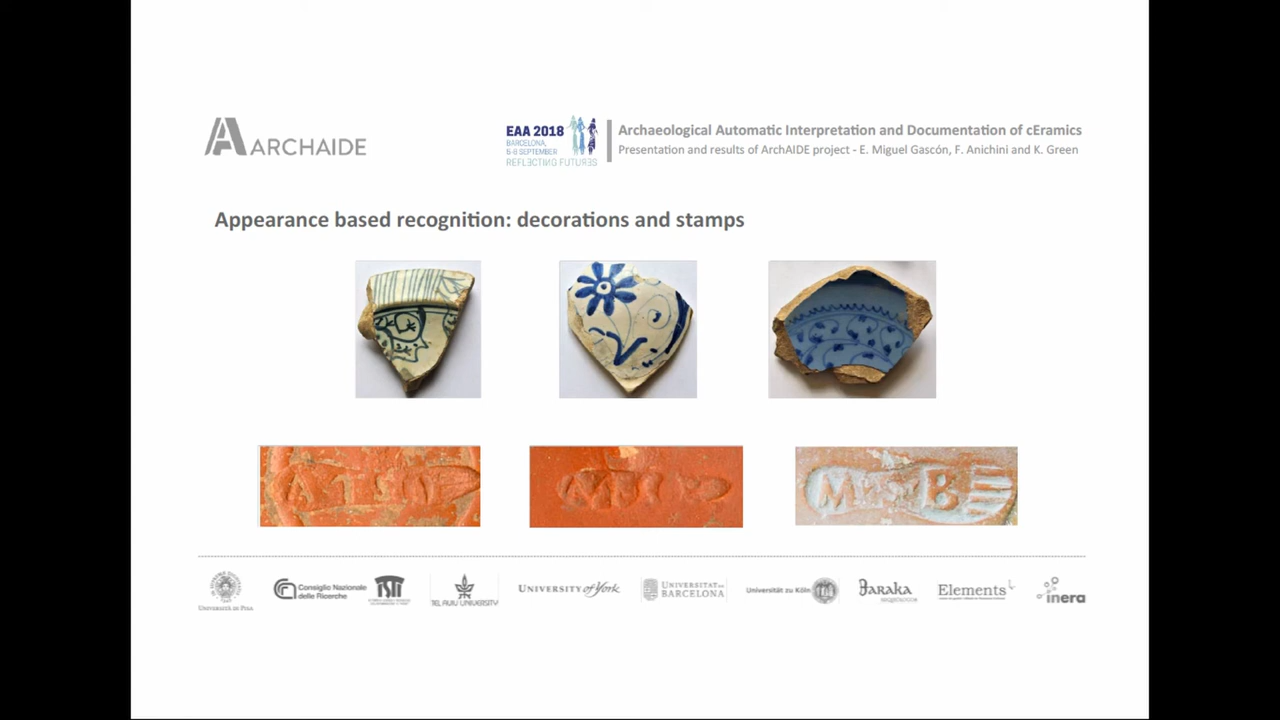 ARCHAIDE
EAA 2018
BARCELONA,
5-8 SEPTEMBER
REFLECTING FUTURES
Archaeological Automatic Interpretation and Documentation of cEramics
Presentation and results of ArchAIDE project - E. Miguel Gascón, F. Anichini and K. Green
Appearance based recognition: decorations and stamps
UNIVERSITÀ DI PISA
Consiglio Nazionale
delle Ricerche
ISTI
TEL AVIV UNIVERSITY
UNIVERSITY of York
UNIVERSITAT DE
BARCELONA
Universität zu Köln
BARAKA
ARQUEÓLOGOS
Elements
inera